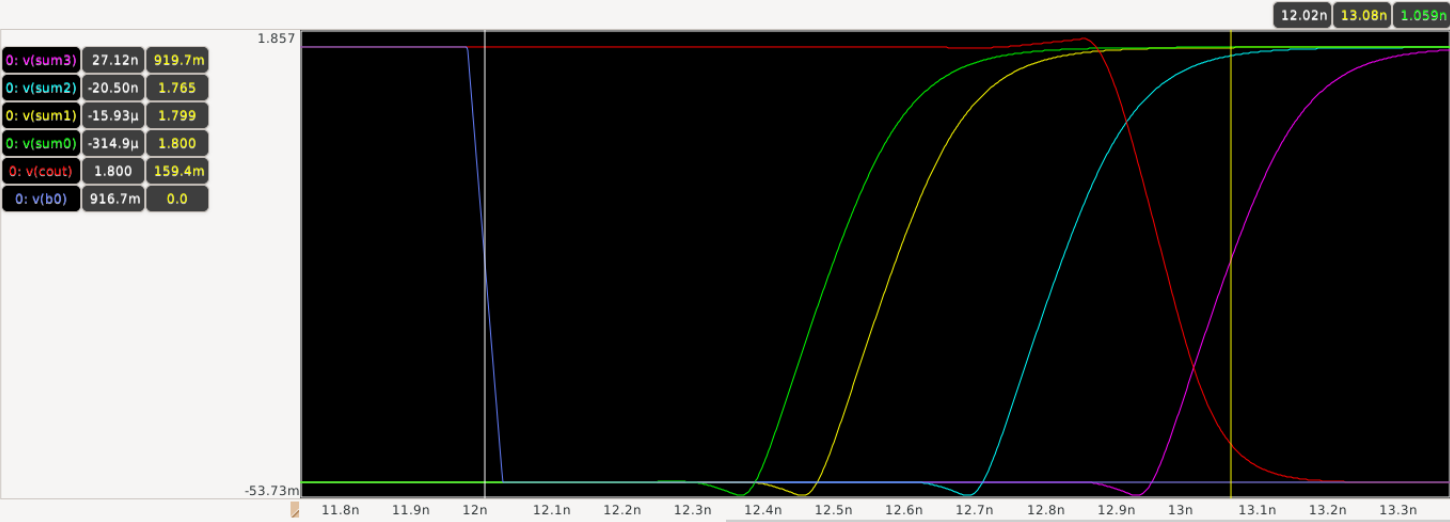 12.02n 13.08n 1.059n
1.857
0: v(sum3) 27.12n 919.7m
0: v(sum2) -20.50n 1.765
0: v(sum1) -15.93μ 1.799
0: v(sum0) -314.9μ 1.800
0: v(cout) 1.800 159.4m
0: v(b0) 916.7m 0.0
-53.73m
11.8n 11.9n 12n 12.1n 12.2n 12.3n 12.4n 12.5n 12.6n 12.7n 12.8n 12.9n 13n 13.1n 13.2n 13.3n